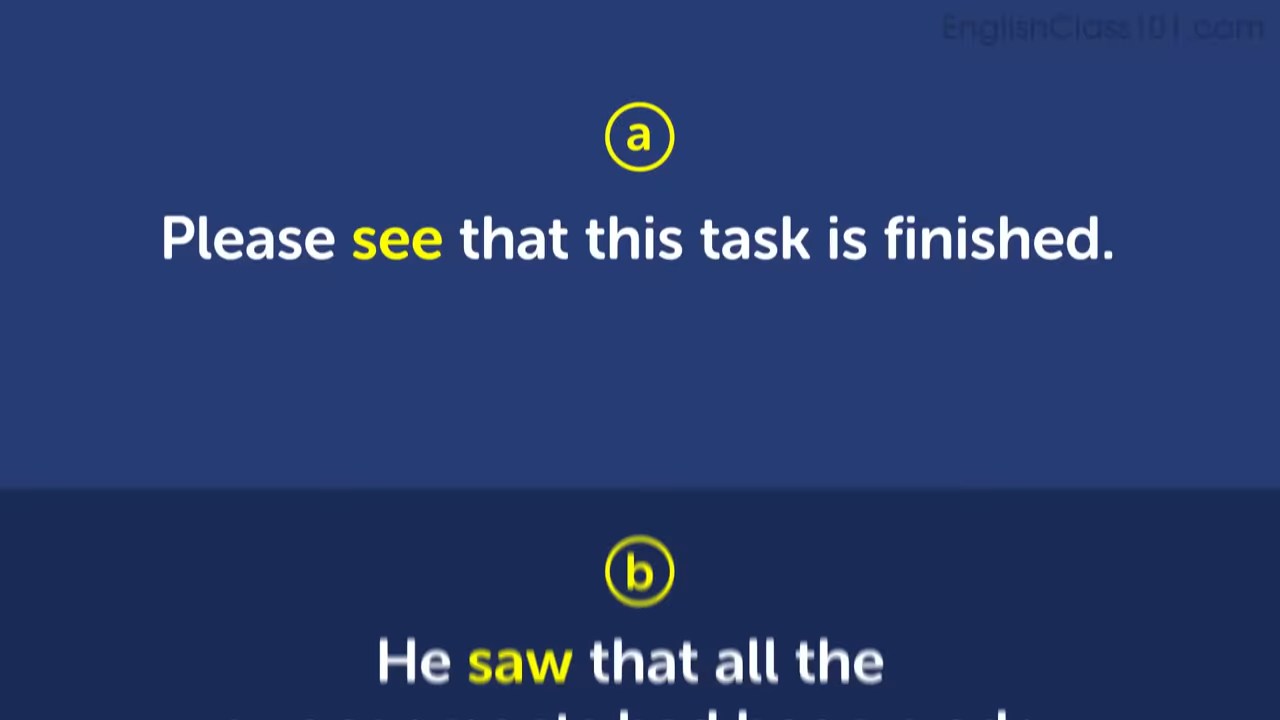 EnglishClass101.com
a
Please see that this task is finished.
b
He saw that all the